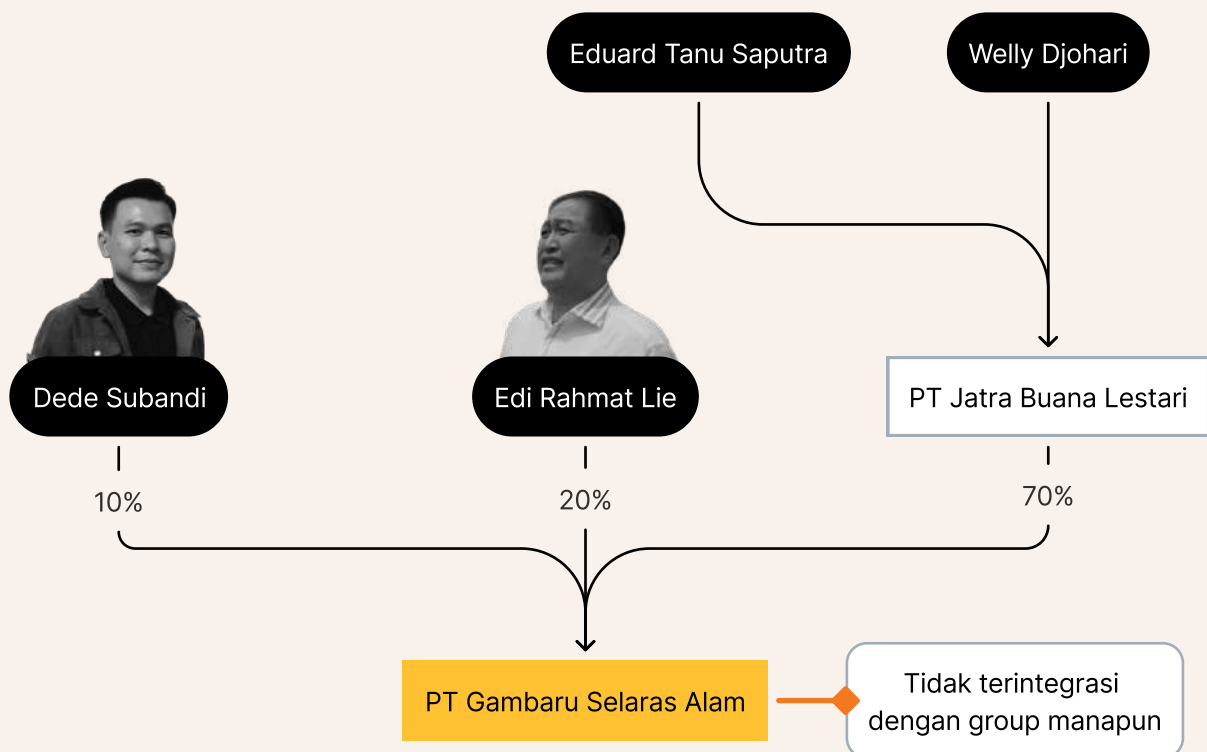 Eduard Tanu Saputra
Welly Djohari
Dede Subandi
Edi Rahmat Lie
PT Jatra Buana Lestari
10%
20%
70%
PT Gambaru Selaras Alam
Tidak terintegrasi
dengan group manapun